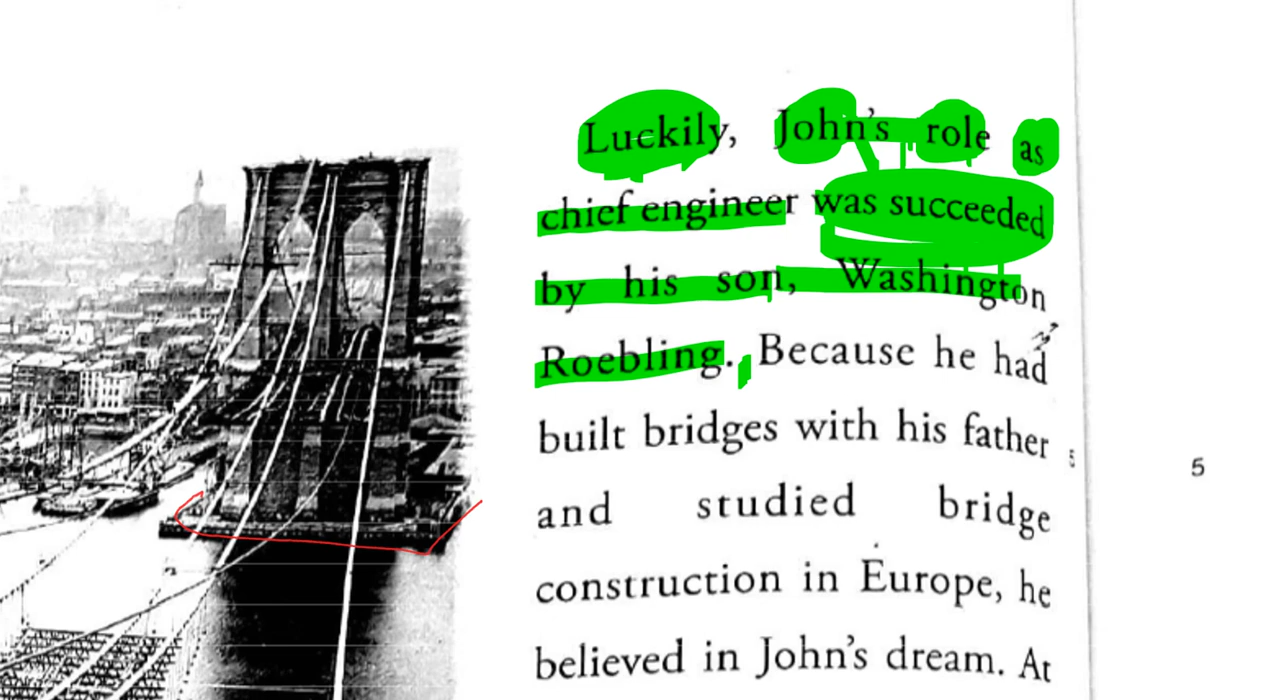 Luckily, John's role as
chief engineer was succeeded
by his son, Washington
Roebling. Because he had
built bridges with his father
5
5
and studied bridge
construction in Europe, he
believed in John's dream. At